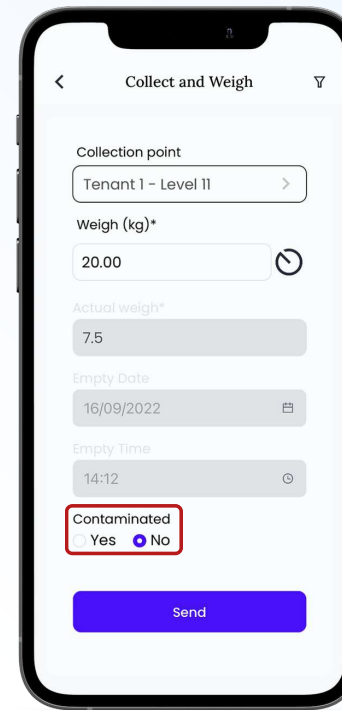 Collect and Weigh
Collection point
Tenant 1 - Level 11
Weigh (kg)*
20.00
Actual weigh*
7.5
Empty Date
16/09/2022
Empty Time
14:12
Contaminated
Yes No
Send